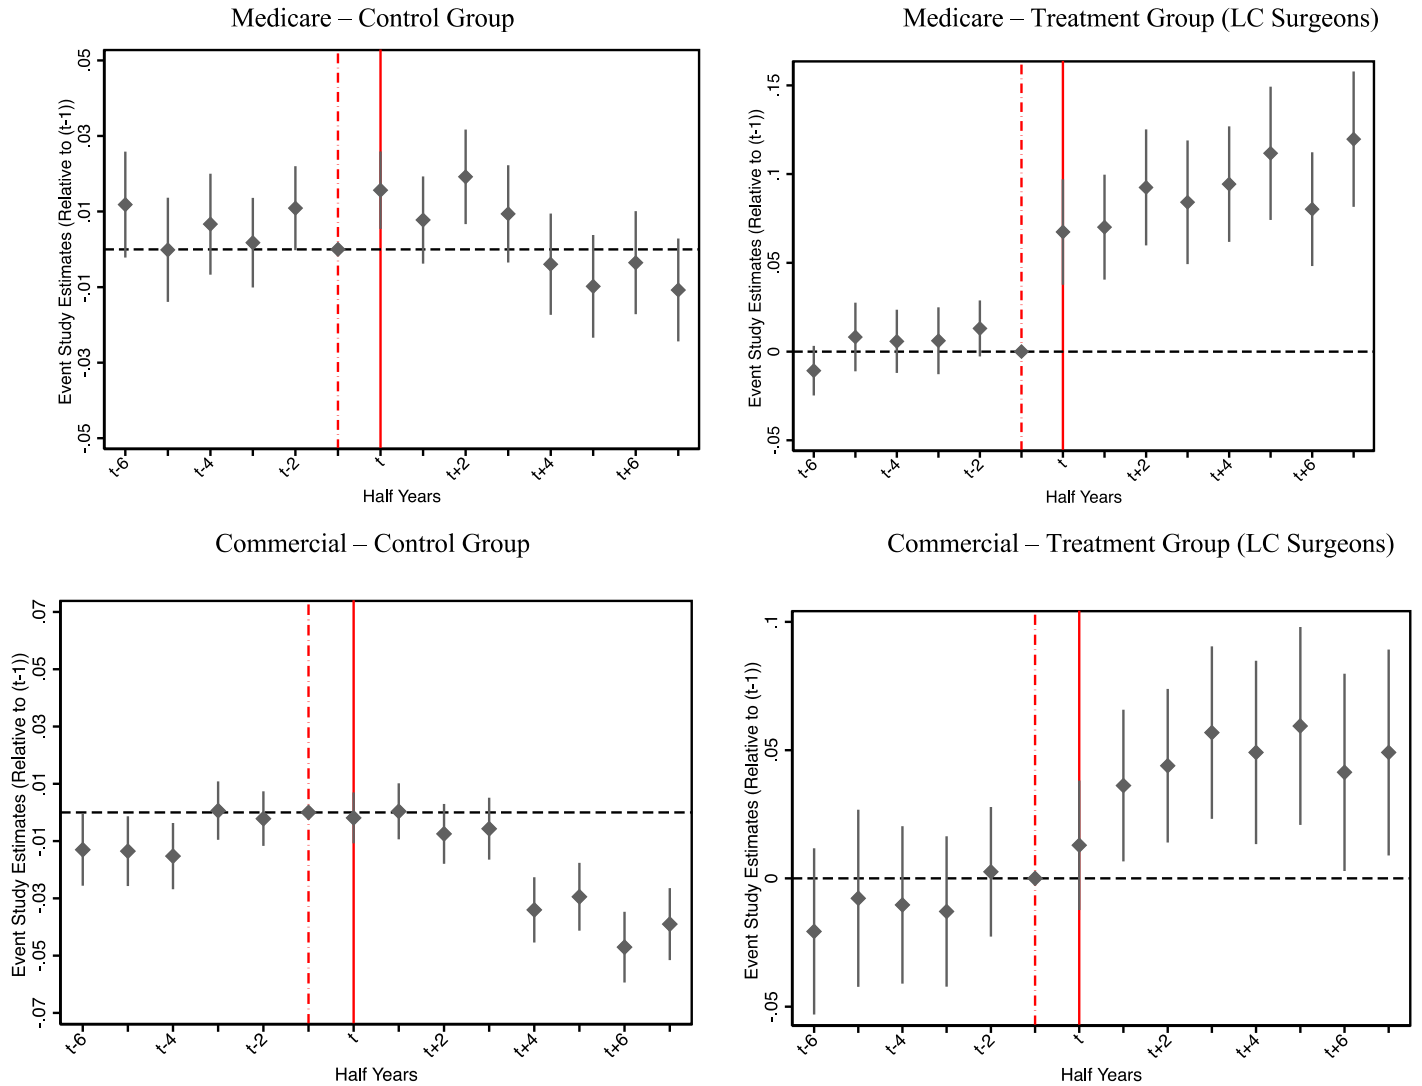 Medicare – Control Group
Event Study Estimates (Relative to (t-1))
.05
.03
.01
-.01
-.03
-.05
t-6
t-4
t-2
t
t+2
t+4
t+6
Half Years
Medicare – Treatment Group (LC Surgeons)
Event Study Estimates (Relative to (t-1))
.15
.1
.05
0
-.05
t-6
t-4
t-2
t
t+2
t+4
t+6
Half Years
Commercial – Control Group
Event Study Estimates (Relative to (t-1))
.07
.05
.03
.01
-.01
-.03
-.05
-.07
t-6
t-4
t-2
t
t+2
t+4
t+6
Half Years
Commercial – Treatment Group (LC Surgeons)
Event Study Estimates (Relative to (t-1))
.1
.05
0
-.05
t-6
t-4
t-2
t
t+2
t+4
t+6
Half Years